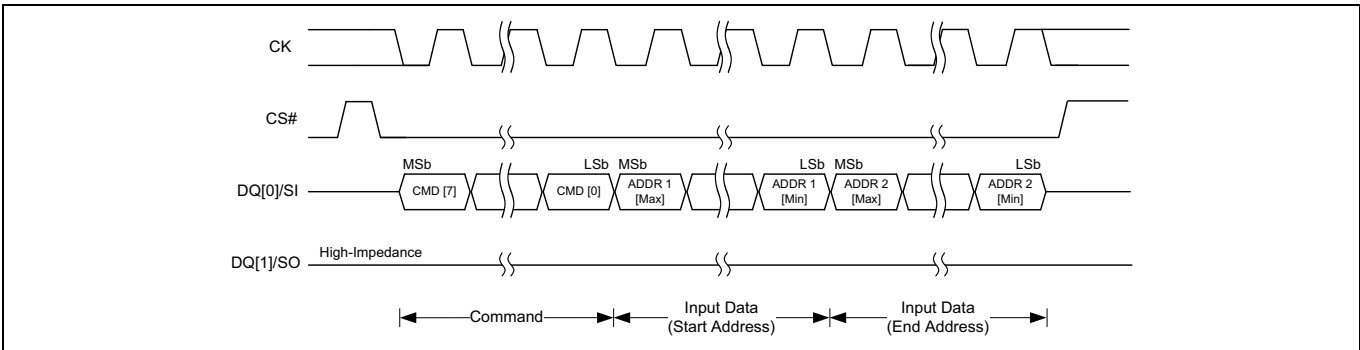 CK
CS#
MSb LSb MSb LSb MSb LSb
DQ[0]/SI CMD [7] CMD [0] ADDR 1 ADDR 1 ADDR 2 ADDR 2
[Max] [Min] [Max] [Min]
High-Impedance
DQ[1]/SO
Command Input Data Input Data
(Start Address) (End Address)